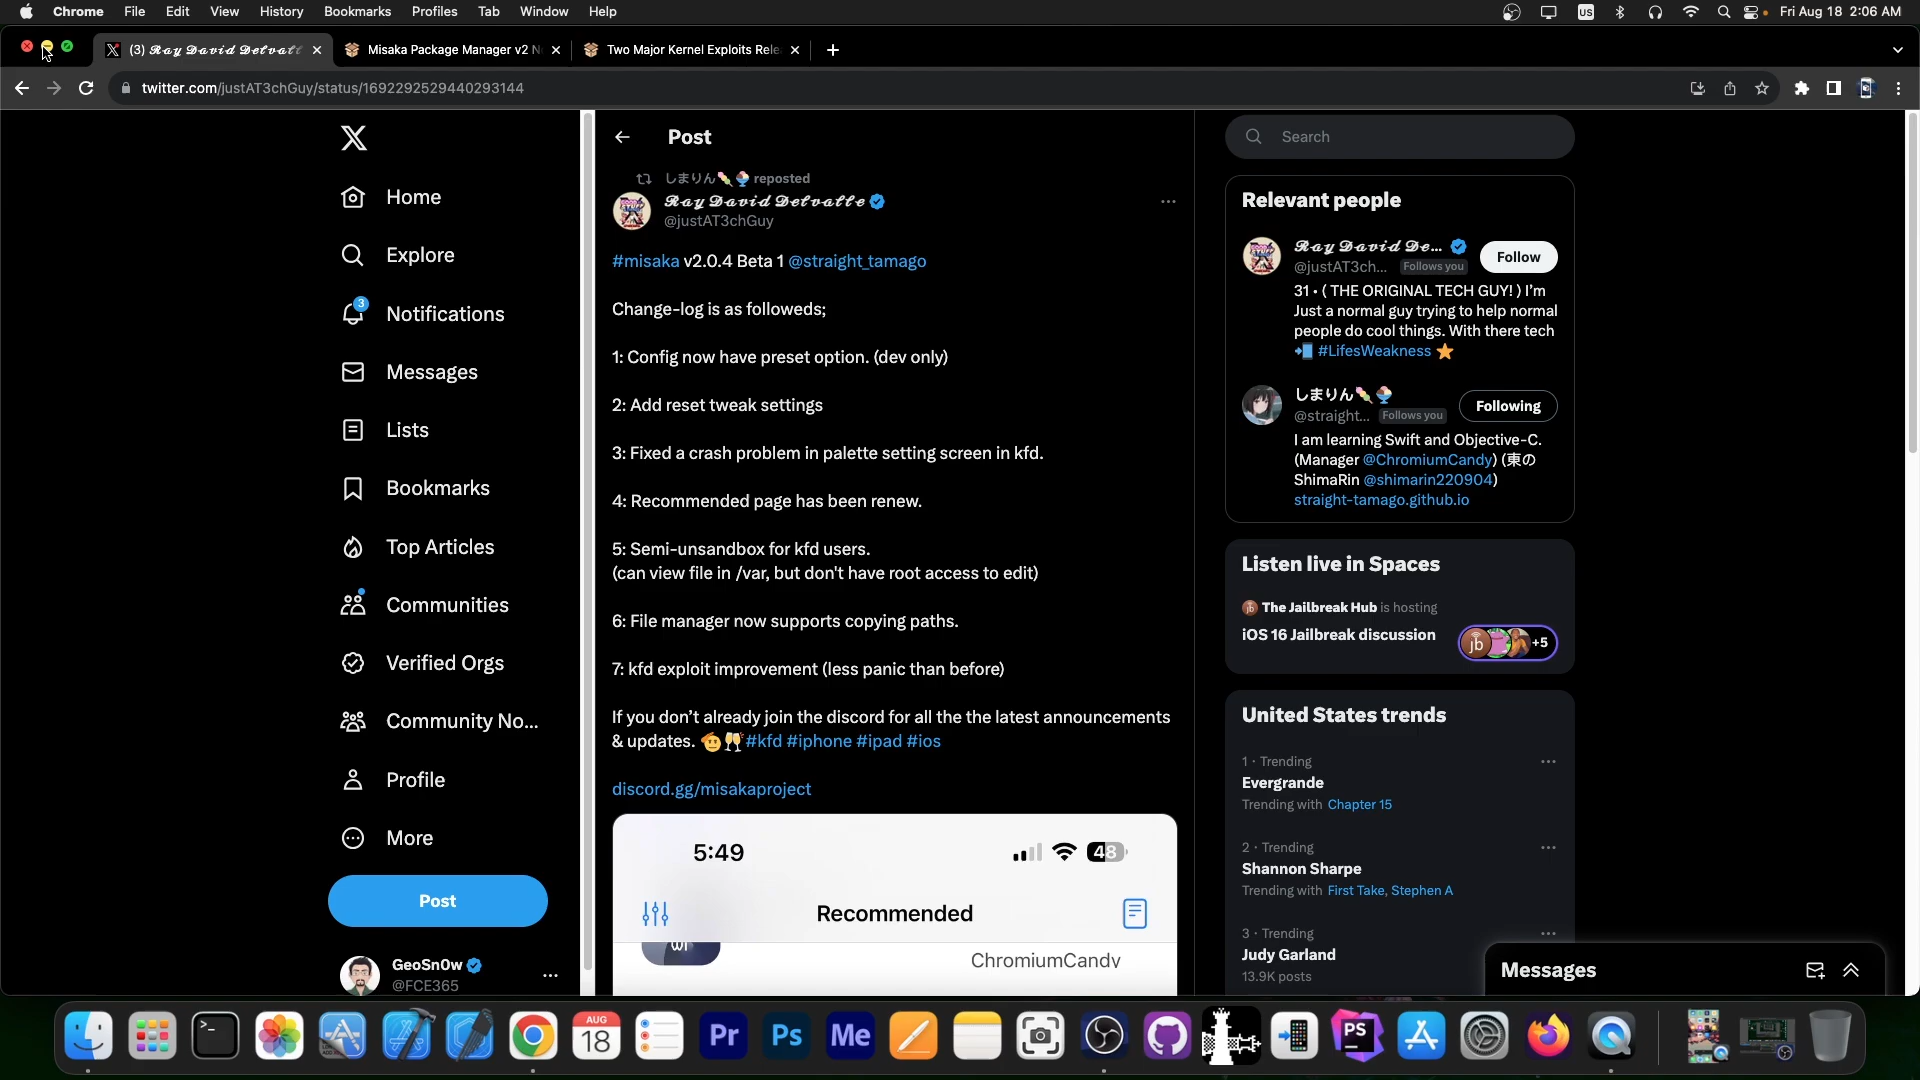 Chrome File Edit View History Bookmarks Profiles Tab Window Help
US
Fri Aug 18 2:06 AM
(3) 𝓡𝓪𝔂 𝓓𝓪𝓿𝓲𝓭 𝓓𝓮𝓵𝓿𝓪𝓵𝓵
Misaka Package Manager v2 N
Two Major Kernel Exploits Rele
twitter.com/justAT3chGuy/status/1692292529440293144
Home
Explore
3
Notifications
Messages
Lists
Bookmarks
Top Articles
Communities
Verified Orgs
Community No...
Profile
More
Post
GeoSn0w
@FCE365
Post
しまりん🍡🍧 reposted
𝓡𝓪𝔂 𝓓𝓪𝓿𝓲𝓭 𝓓𝓮𝓵𝓿𝓪𝓵𝓵𝓮
@justAT3chGuy
#misaka v2.0.4 Beta 1 @straight_tamago
Change-log is as followeds;
1: Config now have preset option. (dev only)
2: Add reset tweak settings
3: Fixed a crash problem in palette setting screen in kfd.
4: Recommended page has been renew.
5: Semi-unsandbox for kfd users.
(can view file in /var, but don't have root access to edit)
6: File manager now supports copying paths.
7: kfd exploit improvement (less panic than before)
If you don’t already join the discord for all the the latest announcements
& updates. 🫡🥂#kfd #iphone #ipad #ios
discord.gg/misakaproject
5:49
48
Recommended
ChromiumCandy
Search
Relevant people
𝓡𝓪𝔂 𝓓𝓪𝓿𝓲𝓭 𝓓𝓮...
@justAT3ch... Follows you
Follow
31 • ( THE ORIGINAL TECH GUY! ) I’m
Just a normal guy trying to help normal
people do cool things. With there tech
📲 #LifesWeakness ⭐
しまりん🍡🍧
@straight... Follows you
Following
I am learning Swift and Objective-C.
(Manager @ChromiumCandy) (東の
ShimaRin @shimarin220904)
straight-tamago.github.io
Listen live in Spaces
jb The Jailbreak Hub is hosting
iOS 16 Jailbreak discussion
jb
+5
United States trends
1 · Trending
Evergrande
Trending with Chapter 15
2 · Trending
Shannon Sharpe
Trending with First Take, Stephen A
3 · Trending
Judy Garland
13.9K posts
Messages
AUG
18
Pr
Ps
Me
PS